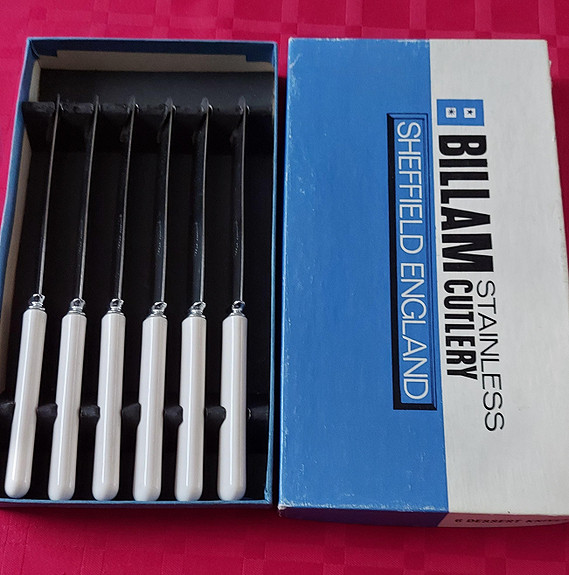 BILLAM
STAINLESS
CUTLERY
SHEFFIELD ENGLAND
6 DESSERT